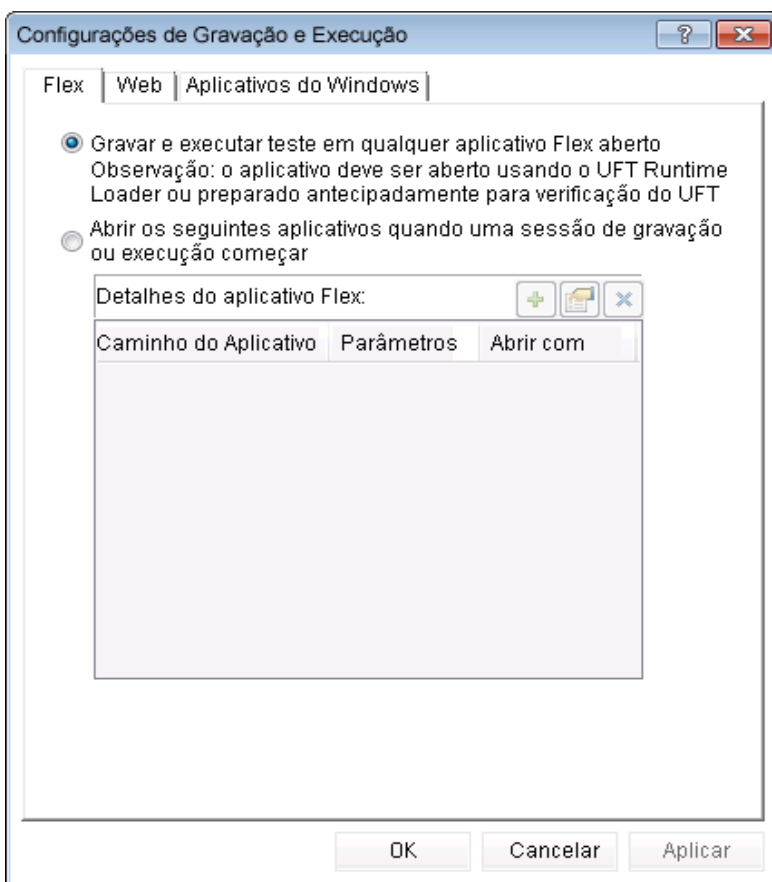 Configurações de Gravação e Execução
Flex Web Aplicativos do Windows
Gravar e executar teste em qualquer aplicativo Flex aberto
Observação: o aplicativo deve ser aberto usando o UFT Runtime
Loader ou preparado antecipadamente para verificação do UFT
Abrir os seguintes aplicativos quando uma sessão de gravação
ou execução começar
Detalhes do aplicativo Flex:
Caminho do Aplicativo Parâmetros Abrir com
OK Cancelar Aplicar